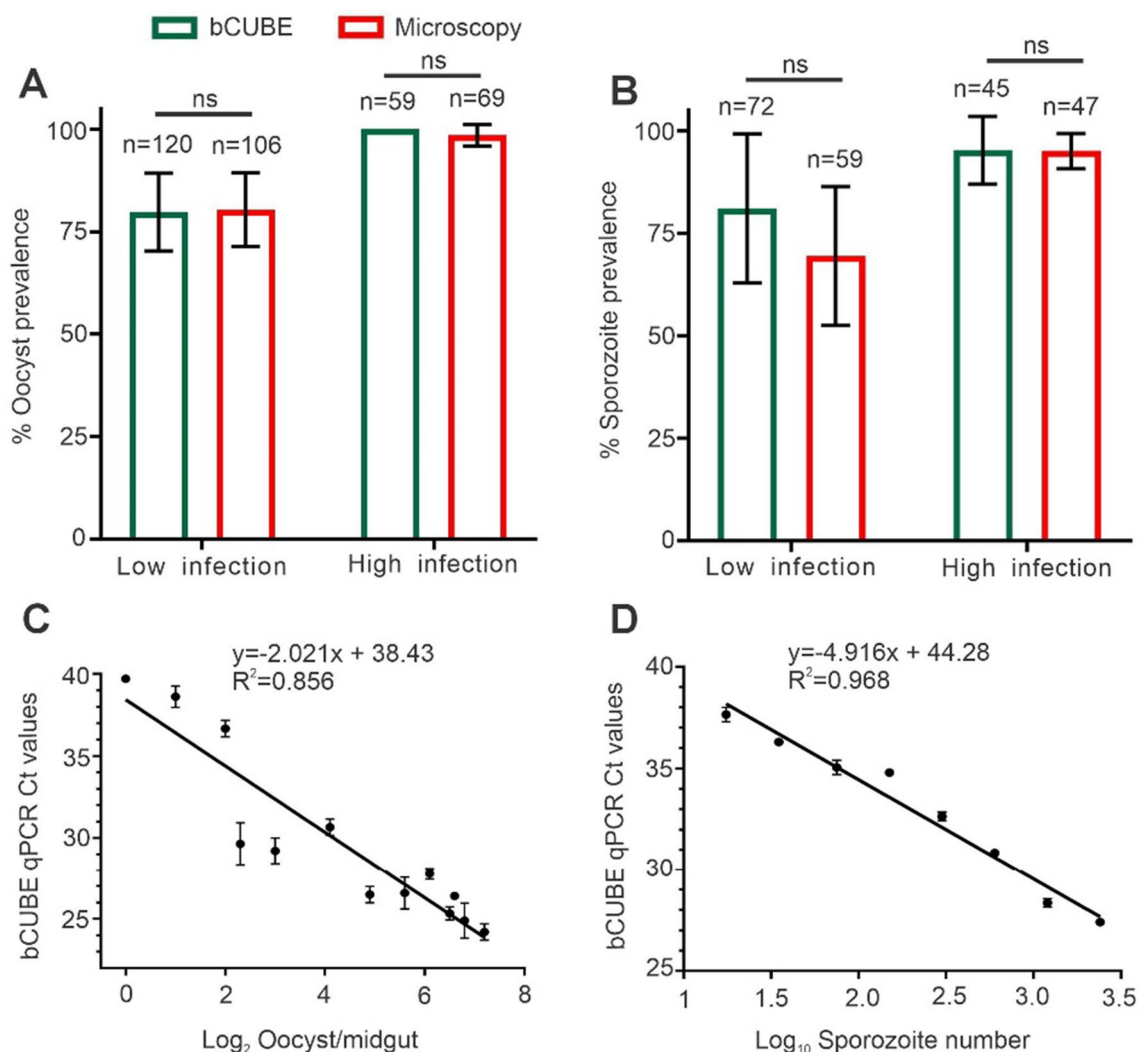 bCUBE Microscopy
A
ns
ns
n=120
n=106
n=59
n=69
% Oocyst prevalence
100
75
50
25
0
Low infection
High infection
B
ns
ns
n=72
n=59
n=45
n=47
% Sporozoite prevalence
100
75
50
25
0
Low infection
High infection
C
y=-2.021x + 38.43
R²=0.856
bCUBE qPCR Ct values
40
35
30
25
0 2 4 6 8
Log₂ Oocyst/midgut
D
y=-4.916x + 44.28
R²=0.968
bCUBE qPCR Ct values
40
35
30
25
1 1.5 2.0 2.5 3.0 3.5
Log₁₀ Sporozoite number